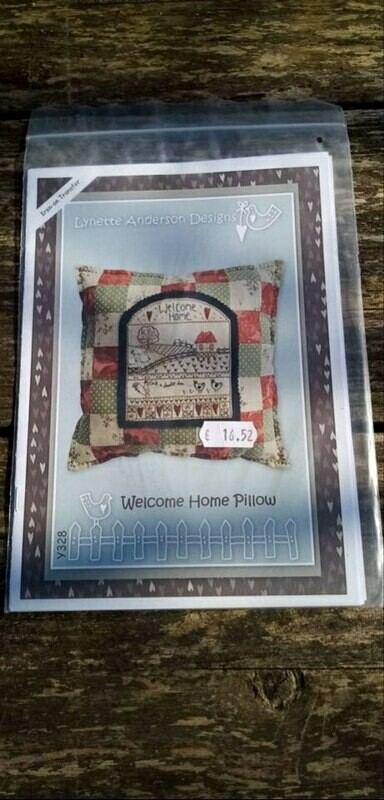 Iron-on Transfer
Lynette Anderson Designs
Welcome
Home
€ 16.52
Welcome Home Pillow
Y328